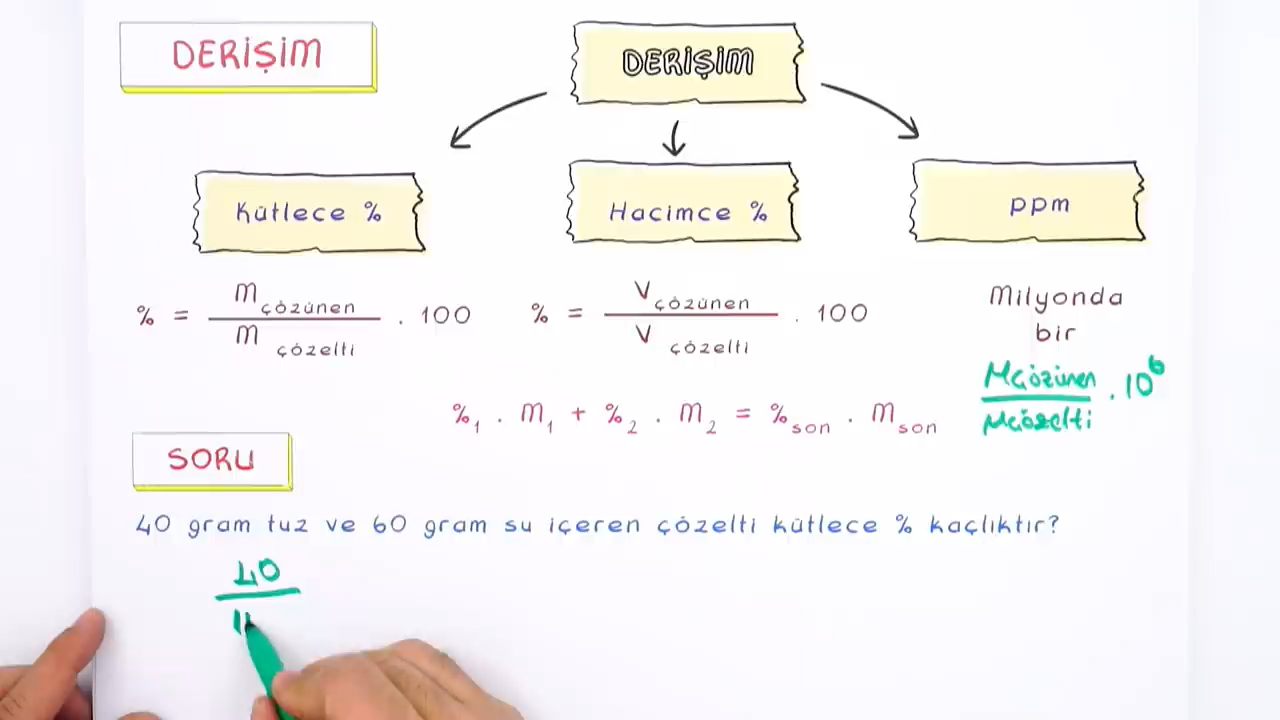 DERİŞİM
DERİŞİM
Kütlece %
Hacimce %
ppm
% = m çözünen / m çözelti . 100
% = V çözünen / V çözelti . 100
Milyonda
bir
Mçözünen / Mçözelti . 10⁶
%₁ . m₁ + %₂ . m₂ = %son . mson
SORU
40 gram tuz ve 60 gram su içeren çözelti kütlece % kaçlıktır?
40